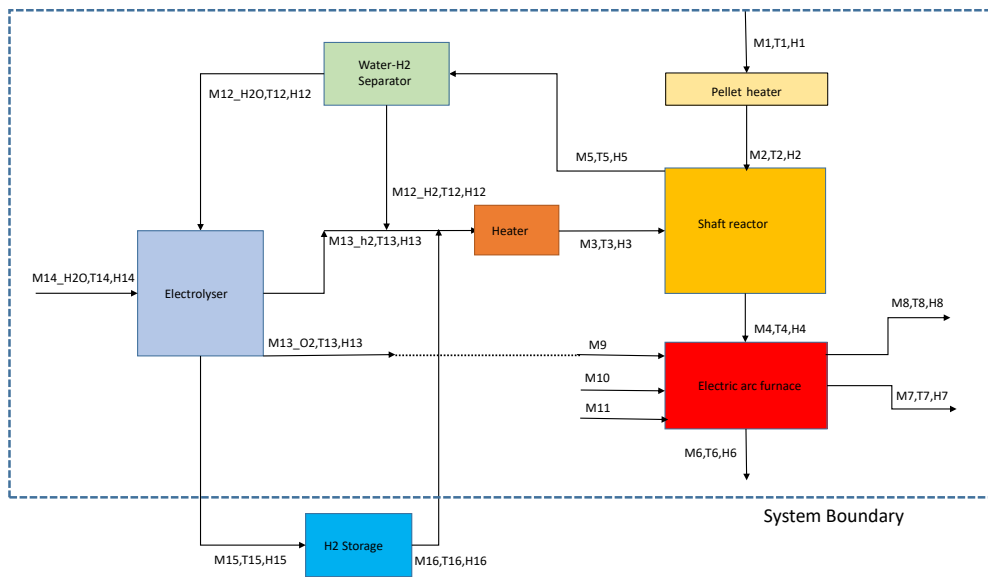 M1,T1,H1
Water-H2
Separator
Pellet heater
M12_H2O,T12,H12
M5,T5,H5
M2,T2,H2
M12_H2,T12,H12
Shaft reactor
Heater
M13_h2,T13,H13
M3,T3,H3
M14_H2O,T14,H14
Electrolyser
M8,T8,H8
M4,T4,H4
M13_O2,T13,H13
M9
M10
Electric arc furnace
M7,T7,H7
M11
M6,T6,H6
System Boundary
H2 Storage
M15,T15,H15
M16,T16,H16